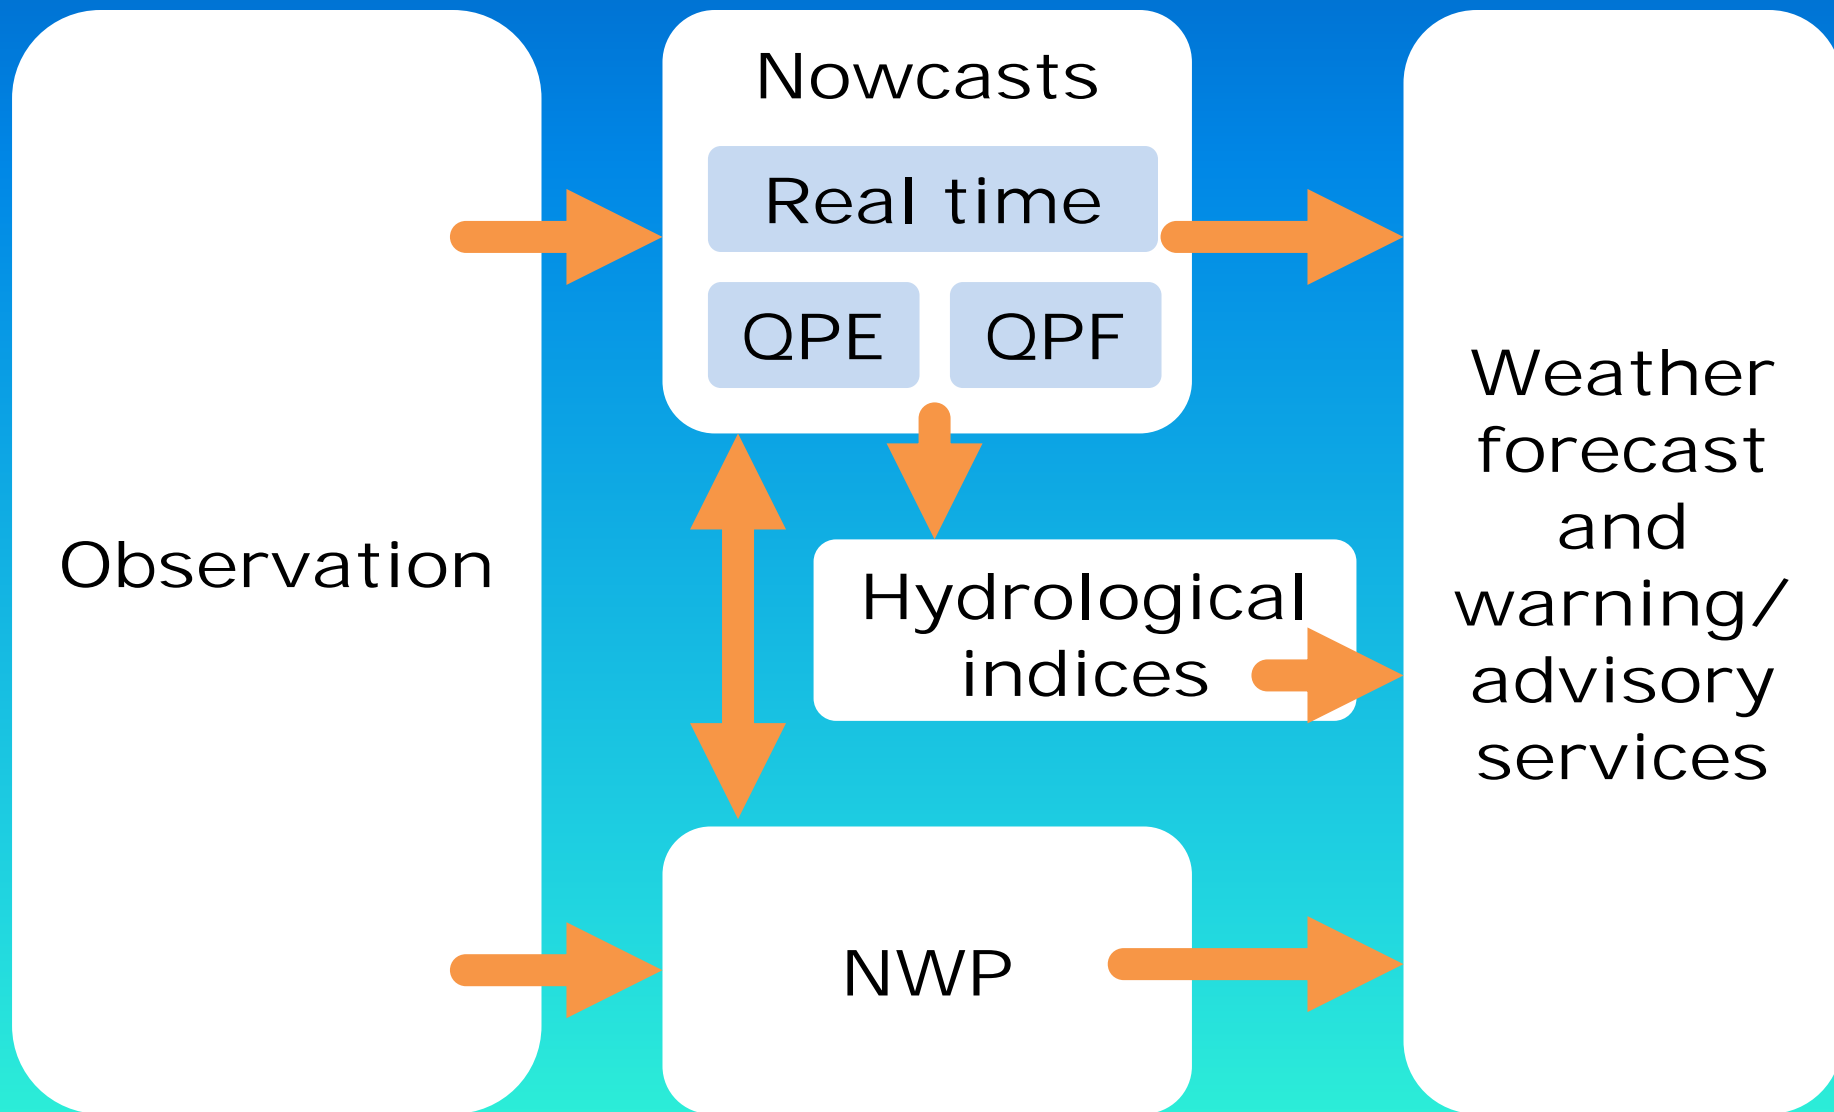 Observation
Nowcasts
Real time
QPE
QPF
Hydrological
indices
NWP
Weather
forecast
and
warning/
advisory
services